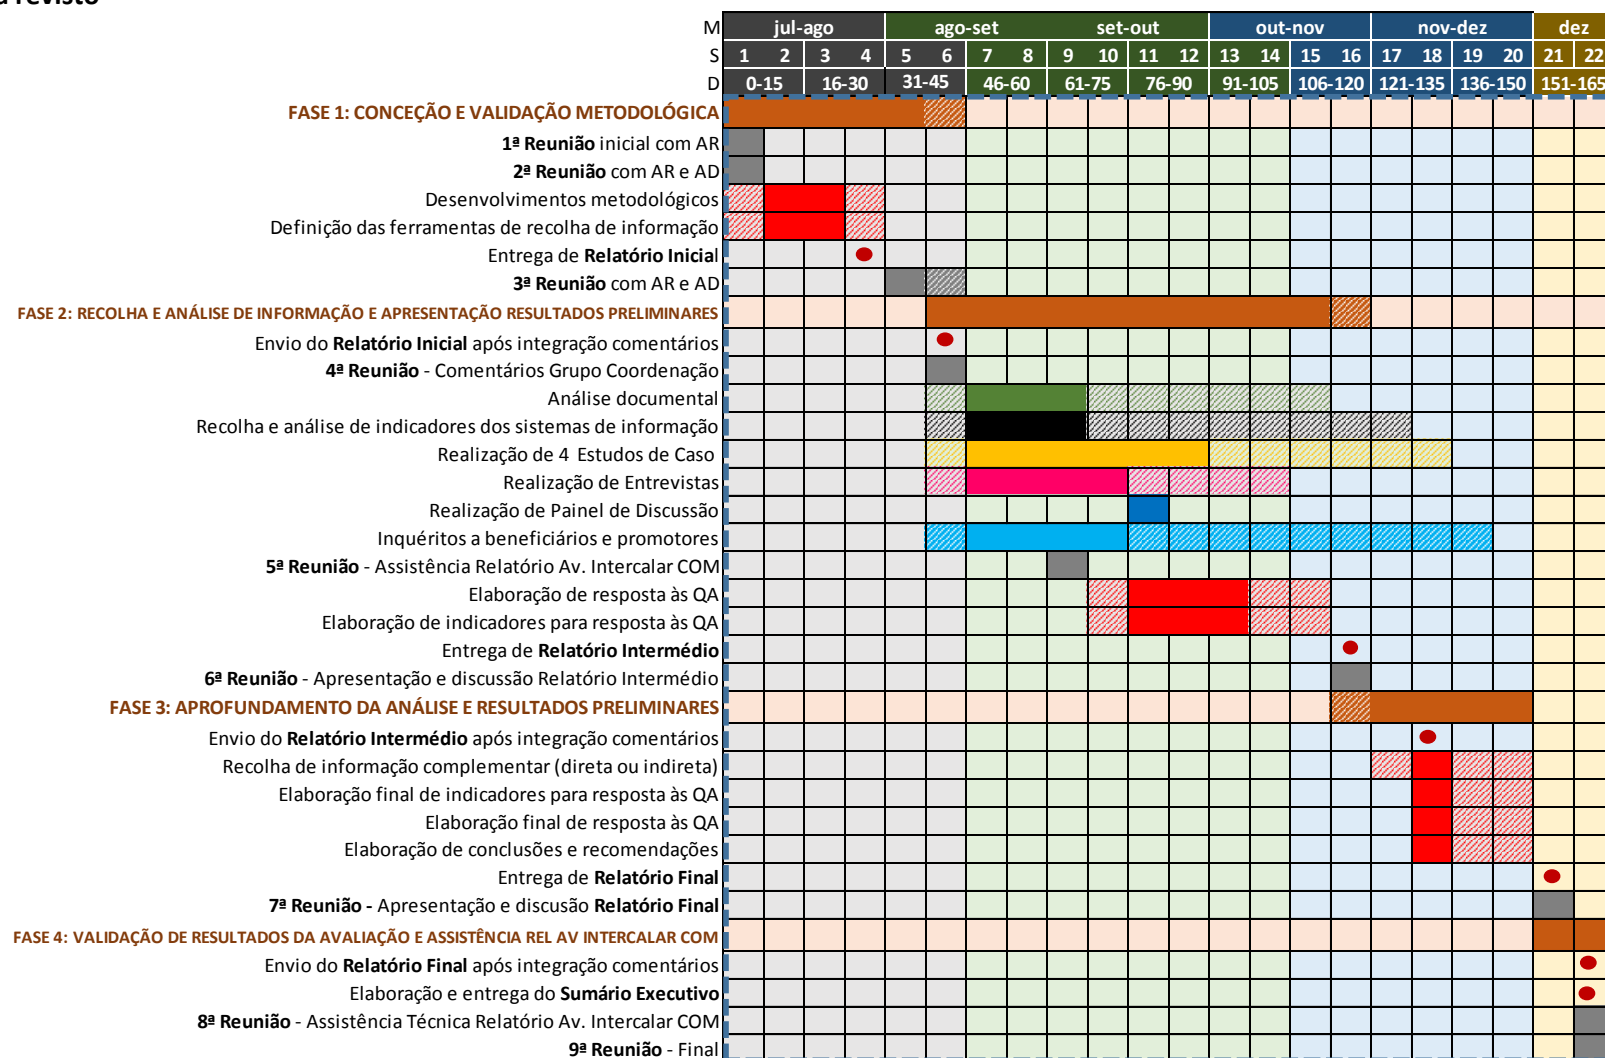 revisto
M jul-ago ago-set set-out out-nov nov-dez dez
S 1 2 3 4 5 6 7 8 9 10 11 12 13 14 15 16 17 18 19 20 21 22
D 0-15 16-30 31-45 46-60 61-75 76-90 91-105 106-120 121-135 136-150 151-165
FASE 1: CONCEÇÃO E VALIDAÇÃO METODOLÓGICA
1ª Reunião inicial com AR
2ª Reunião com AR e AD
Desenvolvimentos metodológicos
Definição das ferramentas de recolha de informação
Entrega de Relatório Inicial
3ª Reunião com AR e AD
FASE 2: RECOLHA E ANÁLISE DE INFORMAÇÃO E APRESENTAÇÃO RESULTADOS PRELIMINARES
Envio do Relatório Inicial após integração comentários
4ª Reunião - Comentários Grupo Coordenação
Análise documental
Recolha e análise de indicadores dos sistemas de informação
Realização de 4 Estudos de Caso
Realização de Entrevistas
Realização de Painel de Discussão
Inquéritos a beneficiários e promotores
5ª Reunião - Assistência Relatório Av. Intercalar COM
Elaboração de resposta às QA
Elaboração de indicadores para resposta às QA
Entrega de Relatório Intermédio
6ª Reunião - Apresentação e discussão Relatório Intermédio
FASE 3: APROFUNDAMENTO DA ANÁLISE E RESULTADOS PRELIMINARES
Envio do Relatório Intermédio após integração comentários
Recolha de informação complementar (direta ou indireta)
Elaboração final de indicadores para resposta às QA
Elaboração final de resposta às QA
Elaboração de conclusões e recomendações
Entrega de Relatório Final
7ª Reunião - Apresentação e discusão Relatório Final
FASE 4: VALIDAÇÃO DE RESULTADOS DA AVALIAÇÃO E ASSISTÊNCIA REL AV INTERCALAR COM
Envio do Relatório Final após integração comentários
Elaboração e entrega do Sumário Executivo
8ª Reunião - Assistência Técnica Relatório Av. Intercalar COM
9ª Reunião - Final